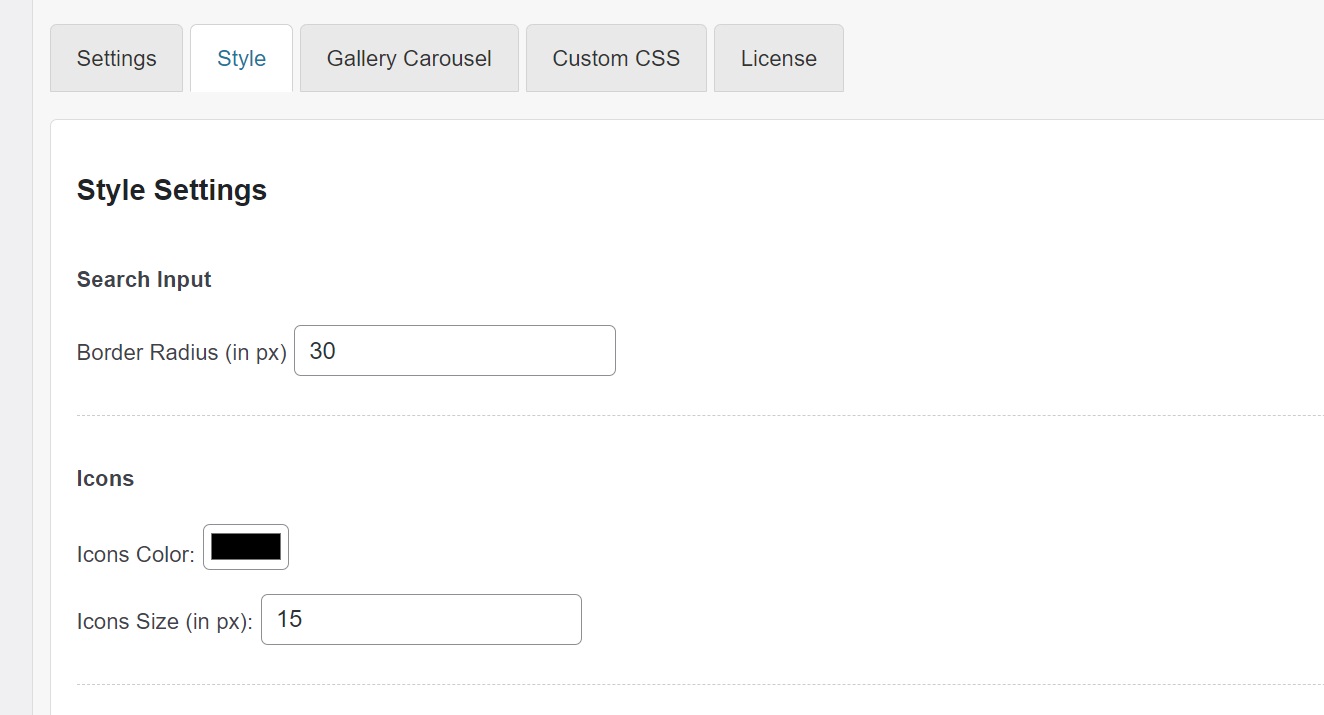 Settings Style Gallery Carousel Custom CSS License
Style Settings
Search Input
Border Radius (in px) 30
Icons
Icons Color:
Icons Size (in px): 15